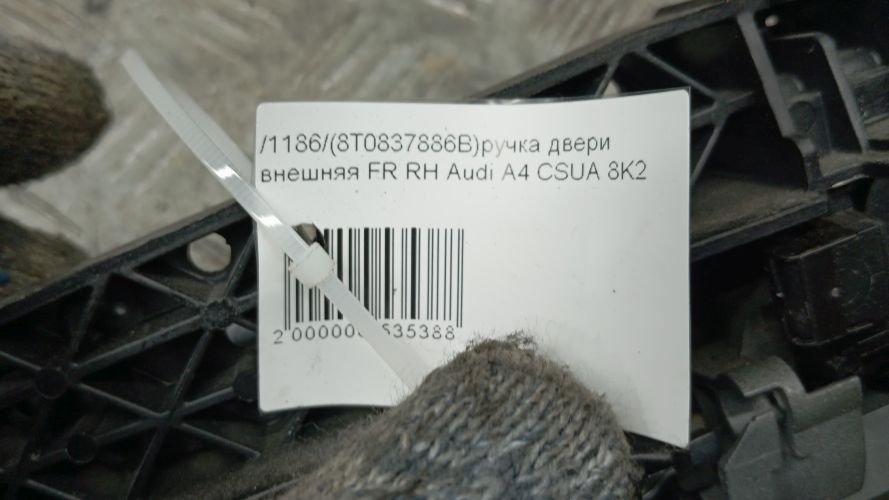 /1186/(8T0837886B)ручка двери
внешняя FR RH Audi A4 CSUA 8K2